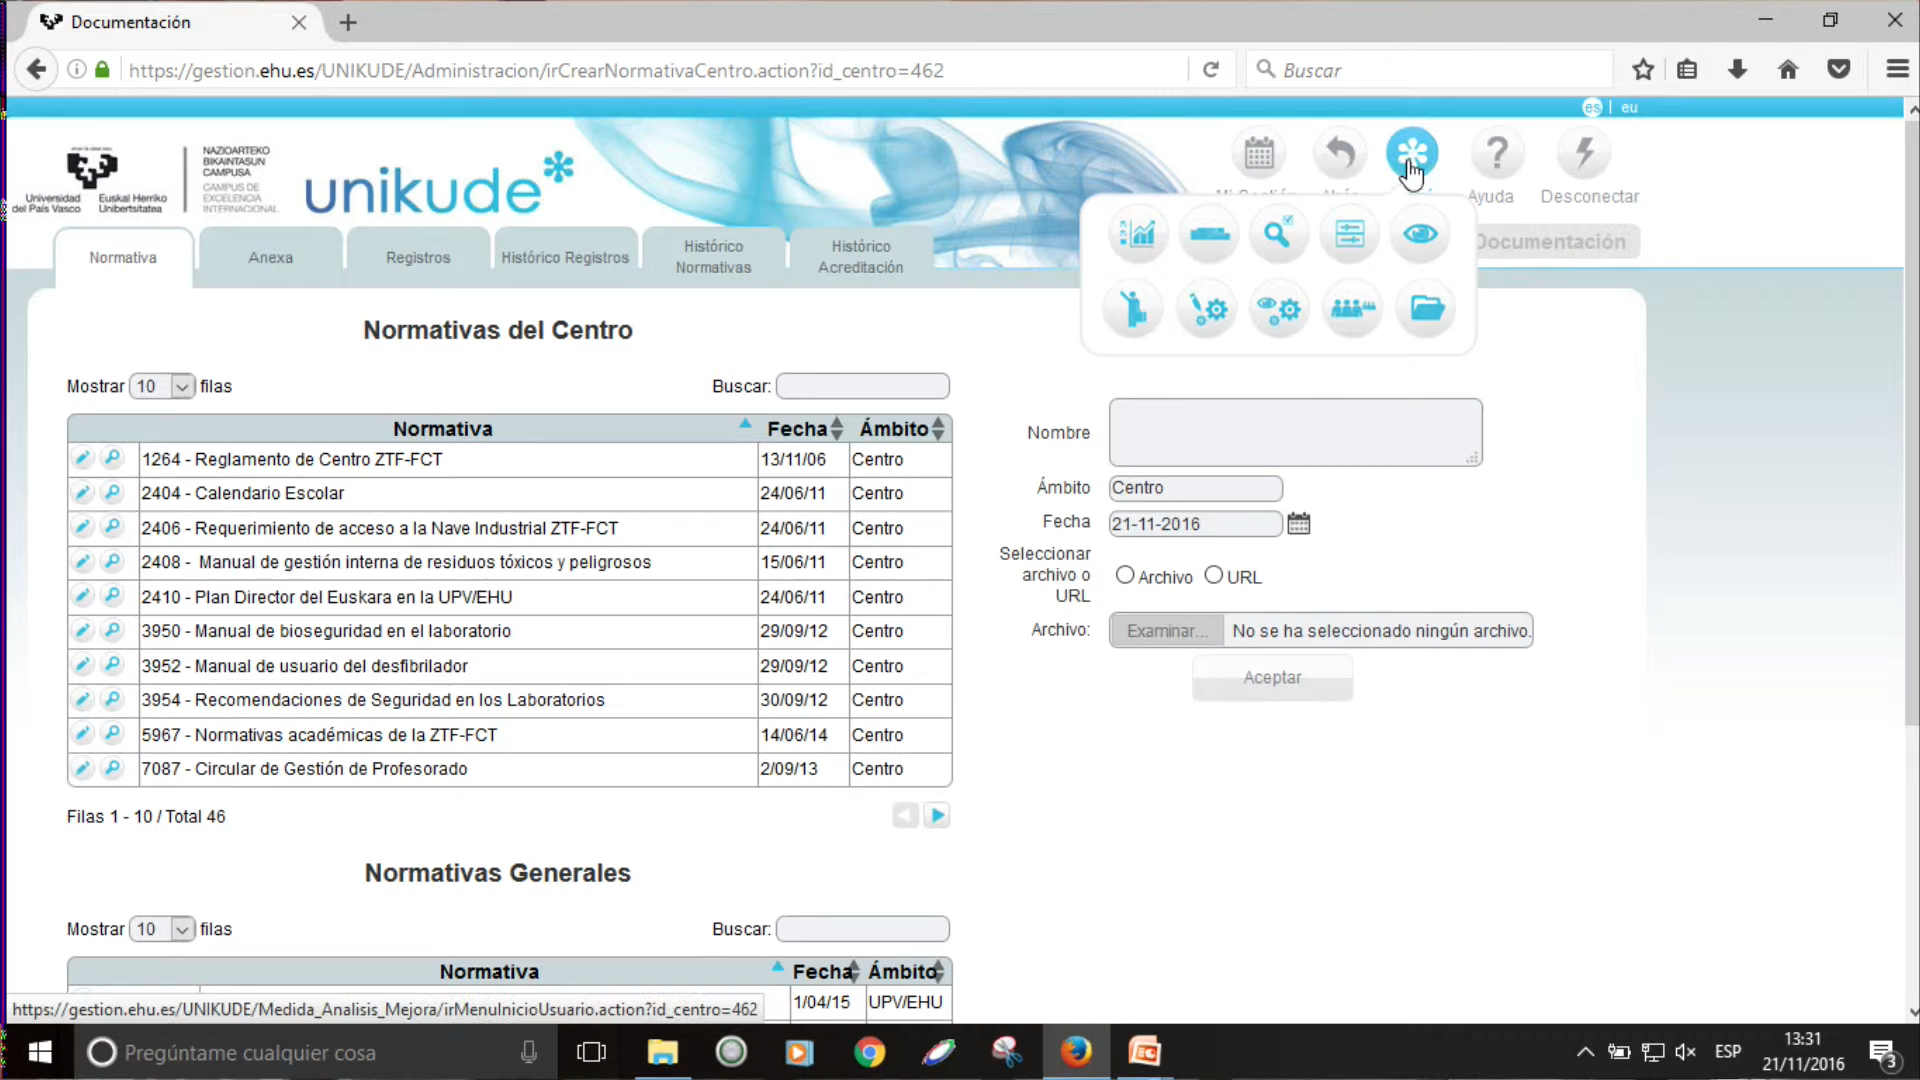 Documentación
https://gestion.ehu.es/UNIKUDE/Administracion/irCrearNormativaCentro.action?id_centro=462
Buscar
es | eu
Universidad del País Vasco
Euskal Herriko Unibertsitatea
NAZIOARTEKO
BIKAINTASUN
CAMPUSA
CAMPUS DE
EXCELENCIA
INTERNACIONAL
unikude
Ayuda
Desconectar
Documentación
Normativa
Anexa
Registros
Histórico Registros
Histórico
Normativas
Histórico
Acreditación
Normativas del Centro
Mostrar 10 filas
Buscar:
Normativa Fecha Ámbito
1264 - Reglamento de Centro ZTF-FCT 13/11/06 Centro
2404 - Calendario Escolar 24/06/11 Centro
2406 - Requerimiento de acceso a la Nave Industrial ZTF-FCT 24/06/11 Centro
2408 - Manual de gestión interna de residuos tóxicos y peligrosos 15/06/11 Centro
2410 - Plan Director del Euskara en la UPV/EHU 24/06/11 Centro
3950 - Manual de bioseguridad en el laboratorio 29/09/12 Centro
3952 - Manual de usuario del desfibrilador 29/09/12 Centro
3954 - Recomendaciones de Seguridad en los Laboratorios 30/09/12 Centro
5967 - Normativas académicas de la ZTF-FCT 14/06/14 Centro
7087 - Circular de Gestión de Profesorado 2/09/13 Centro
Filas 1 - 10 / Total 46
Nombre
Ámbito Centro
Fecha 21-11-2016
Seleccionar
archivo o
URL
Archivo URL
Archivo: Examinar... No se ha seleccionado ningún archivo.
Aceptar
Normativas Generales
Mostrar 10 filas
Buscar:
Normativa Fecha Ámbito
1/04/15 UPV/EHU
https://gestion.ehu.es/UNIKUDE/Medida_Analisis_Mejora/irMenuInicioUsuario.action?id_centro=462
Pregúntame cualquier cosa
ESP
13:31
21/11/2016
3